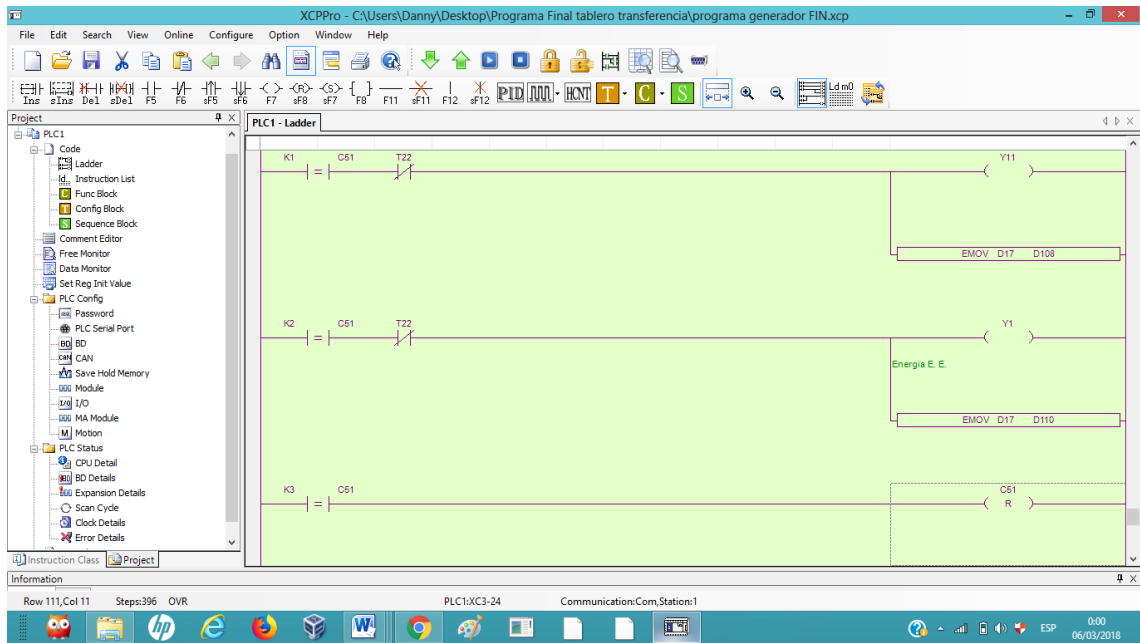 XCPPro - C:\Users\Danny\Desktop\Programa Final tablero transferencia\programa generador FIN.xcp
File Edit Search View Online Configure Option Window Help
Ins sIns Del sDel F5 F6 sF5 sF6 F7 sF8 sF7 F8 F11 sF11 F12 sF12 PID HCNT T C S Ld m0
Project
PLC1 - Ladder
PLC1
Code
Ladder
Instruction List
Func Block
Config Block
Sequence Block
Comment Editor
Free Monitor
Data Monitor
Set Reg Init Value
PLC Config
Password
PLC Serial Port
BD
CAN
Save Hold Memory
Module
I/O
MA Module
Motion
PLC Status
CPU Detail
BD Details
Expansion Details
Scan Cycle
Clock Details
Error Details
K1 C51 T22 Y11
=
EMOV D17 D108
K2 C51 T22 Y1
=
Energia E. E.
EMOV D17 D110
K3 C51 C51
= R
Instruction Class Project
Information
Row 111,Col 11 Steps:396 OVR PLC1:XC3-24 Communication:Com,Station:1
ESP 0:00
06/03/2018